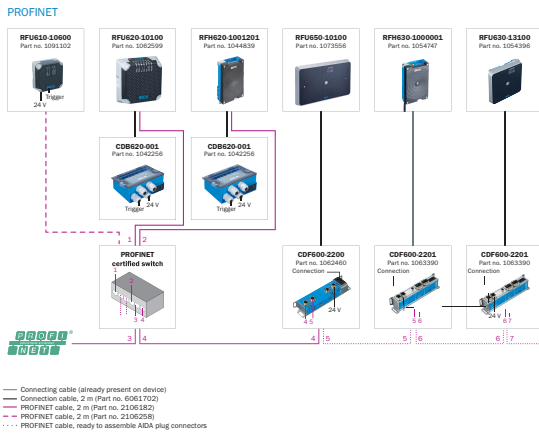 PROFINET
RFU610-10600
Part no. 1091102
Trigger
24 V
RFU620-10100
Part no. 1062599
RFH620-1001201
Part no. 1044839
RFU650-10100
Part no. 1073556
RFH630-1000001
Part no. 1054747
RFU630-13100
Part no. 1054396
CDB620-001
Part no. 1042256
24 V
Trigger
CDB620-001
Part no. 1042256
24 V
Trigger
1 2
PROFINET
certified switch
1
2
3 4
CDF600-2200
Part no. 1062460
Connection
24 V
4 5
CDF600-2201
Part no. 1063390
Connection
5 6
CDF600-2201
Part no. 1063390
Connection
24 V
6 7
PROFI
NET
®
3 4
4 5
5 6
6 7
Connecting cable (already present on device)
Connection cable, 2 m (Part no. 6061702)
PROFINET cable, 2 m (Part no. 2106182)
PROFINET cable, 2 m (Part no. 2106258)
PROFINET cable, ready to assemble AIDA plug connectors